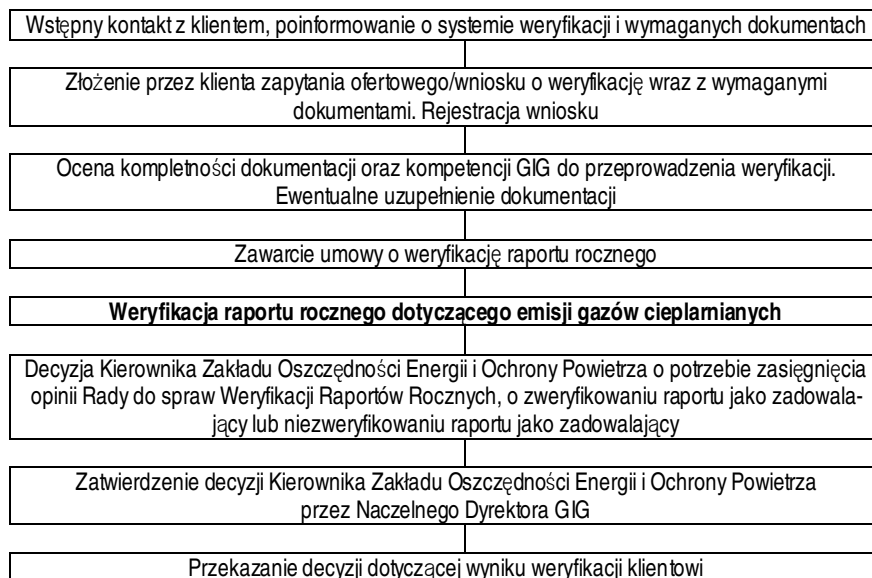 Wstępny kontakt z klientem, poinformowanie o systemie weryfikacji i wymaganych dokumentach
Złożenie przez klienta zapytania ofertowego/wniosku o weryfikację wraz z wymaganymi
dokumentami. Rejestracja wniosku
Ocena kompletności dokumentacji oraz kompetencji GIG do przeprowadzenia weryfikacji.
Ewentualne uzupełnienie dokumentacji
Zawarcie umowy o weryfikację raportu rocznego
Weryfikacja raportu rocznego dotyczącego emisji gazów cieplarnianych
Decyzja Kierownika Zakładu Oszczędności Energii i Ochrony Powietrza o potrzebie zasięgnięcia
opinii Rady do spraw Weryfikacji Raportów Rocznych, o zweryfikowaniu raportu jako zadowala-
jący lub niezweryfikowaniu raportu jako zadowalający
Zatwierdzenie decyzji Kierownika Zakładu Oszczędności Energii i Ochrony Powietrza
przez Naczelnego Dyrektora GIG
Przekazanie decyzji dotyczącej wyniku weryfikacji klientowi